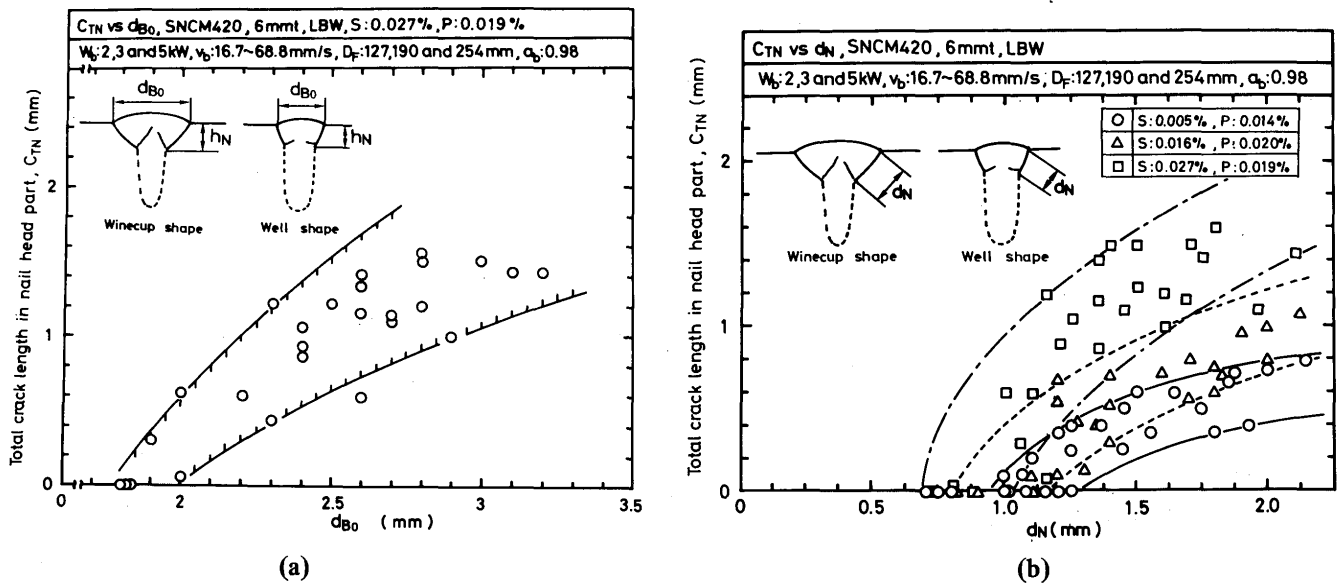 C_TN vs d_B0, SNCM420, 6mmt, LBW, S:0.027%, P:0.019%
W_b:2,3 and 5kW, v_b:16.7~68.8mm/s, D_F:127,190 and 254mm, a_b:0.98
Total crack length in nail head part, C_TN (mm)
2
1
0
d_B0
h_N
Winecup shape
d_B0
h_N
Well shape
0
2
2.5
3
3.5
d_B0 (mm)
(a)
C_TN vs d_N, SNCM420, 6mmt, LBW
W_b:2,3 and 5kW, v_b:16.7~68.8mm/s, D_F:127,190 and 254mm, a_b:0.98
Total crack length in nail head part, C_TN (mm)
2
1
0
d_N
Winecup shape
d_N
Well shape
S:0.005%, P:0.014%
S:0.016%, P:0.020%
S:0.027%, P:0.019%
0
0.5
1.0
1.5
2.0
d_N (mm)
(b)